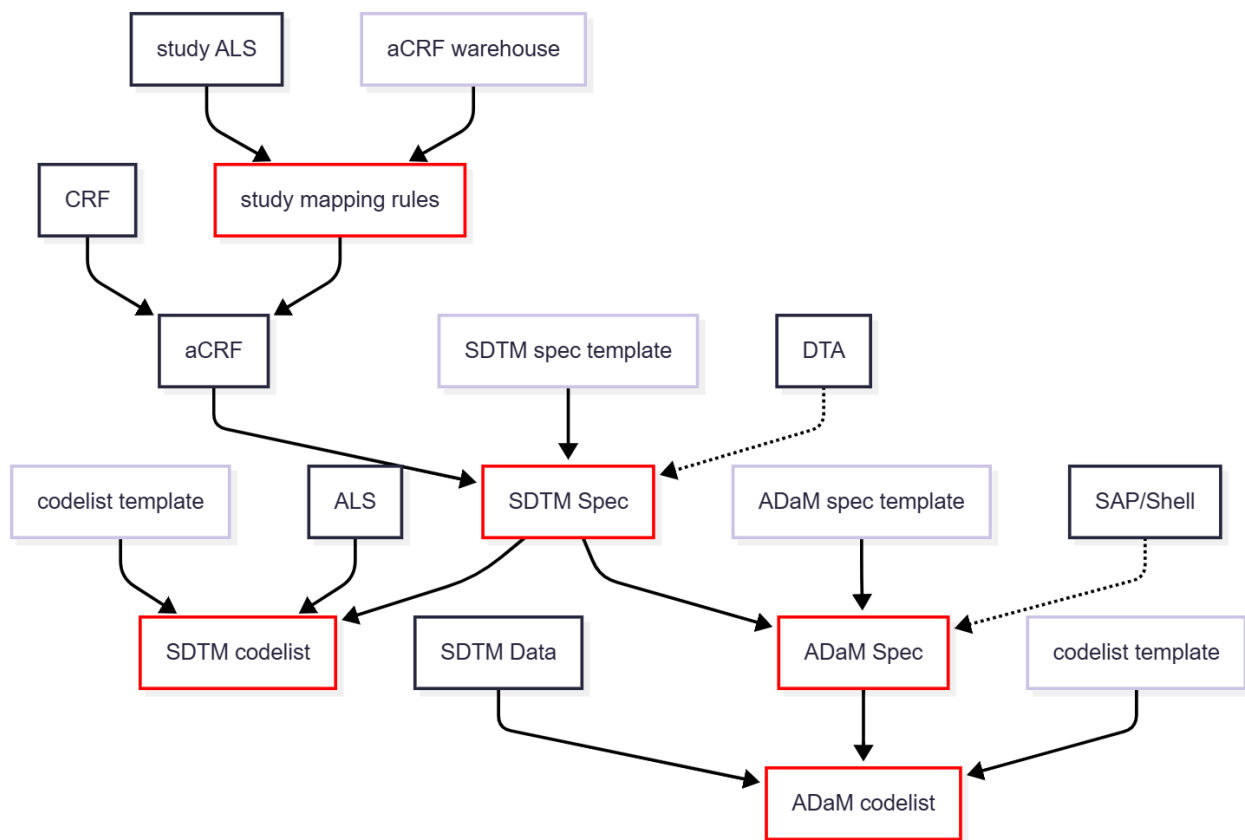 study ALS
aCRF warehouse
CRF
study mapping rules
aCRF
SDTM spec template
DTA
codelist template
ALS
SDTM Spec
ADaM spec template
SAP/Shell
SDTM codelist
SDTM Data
ADaM Spec
codelist template
ADaM codelist